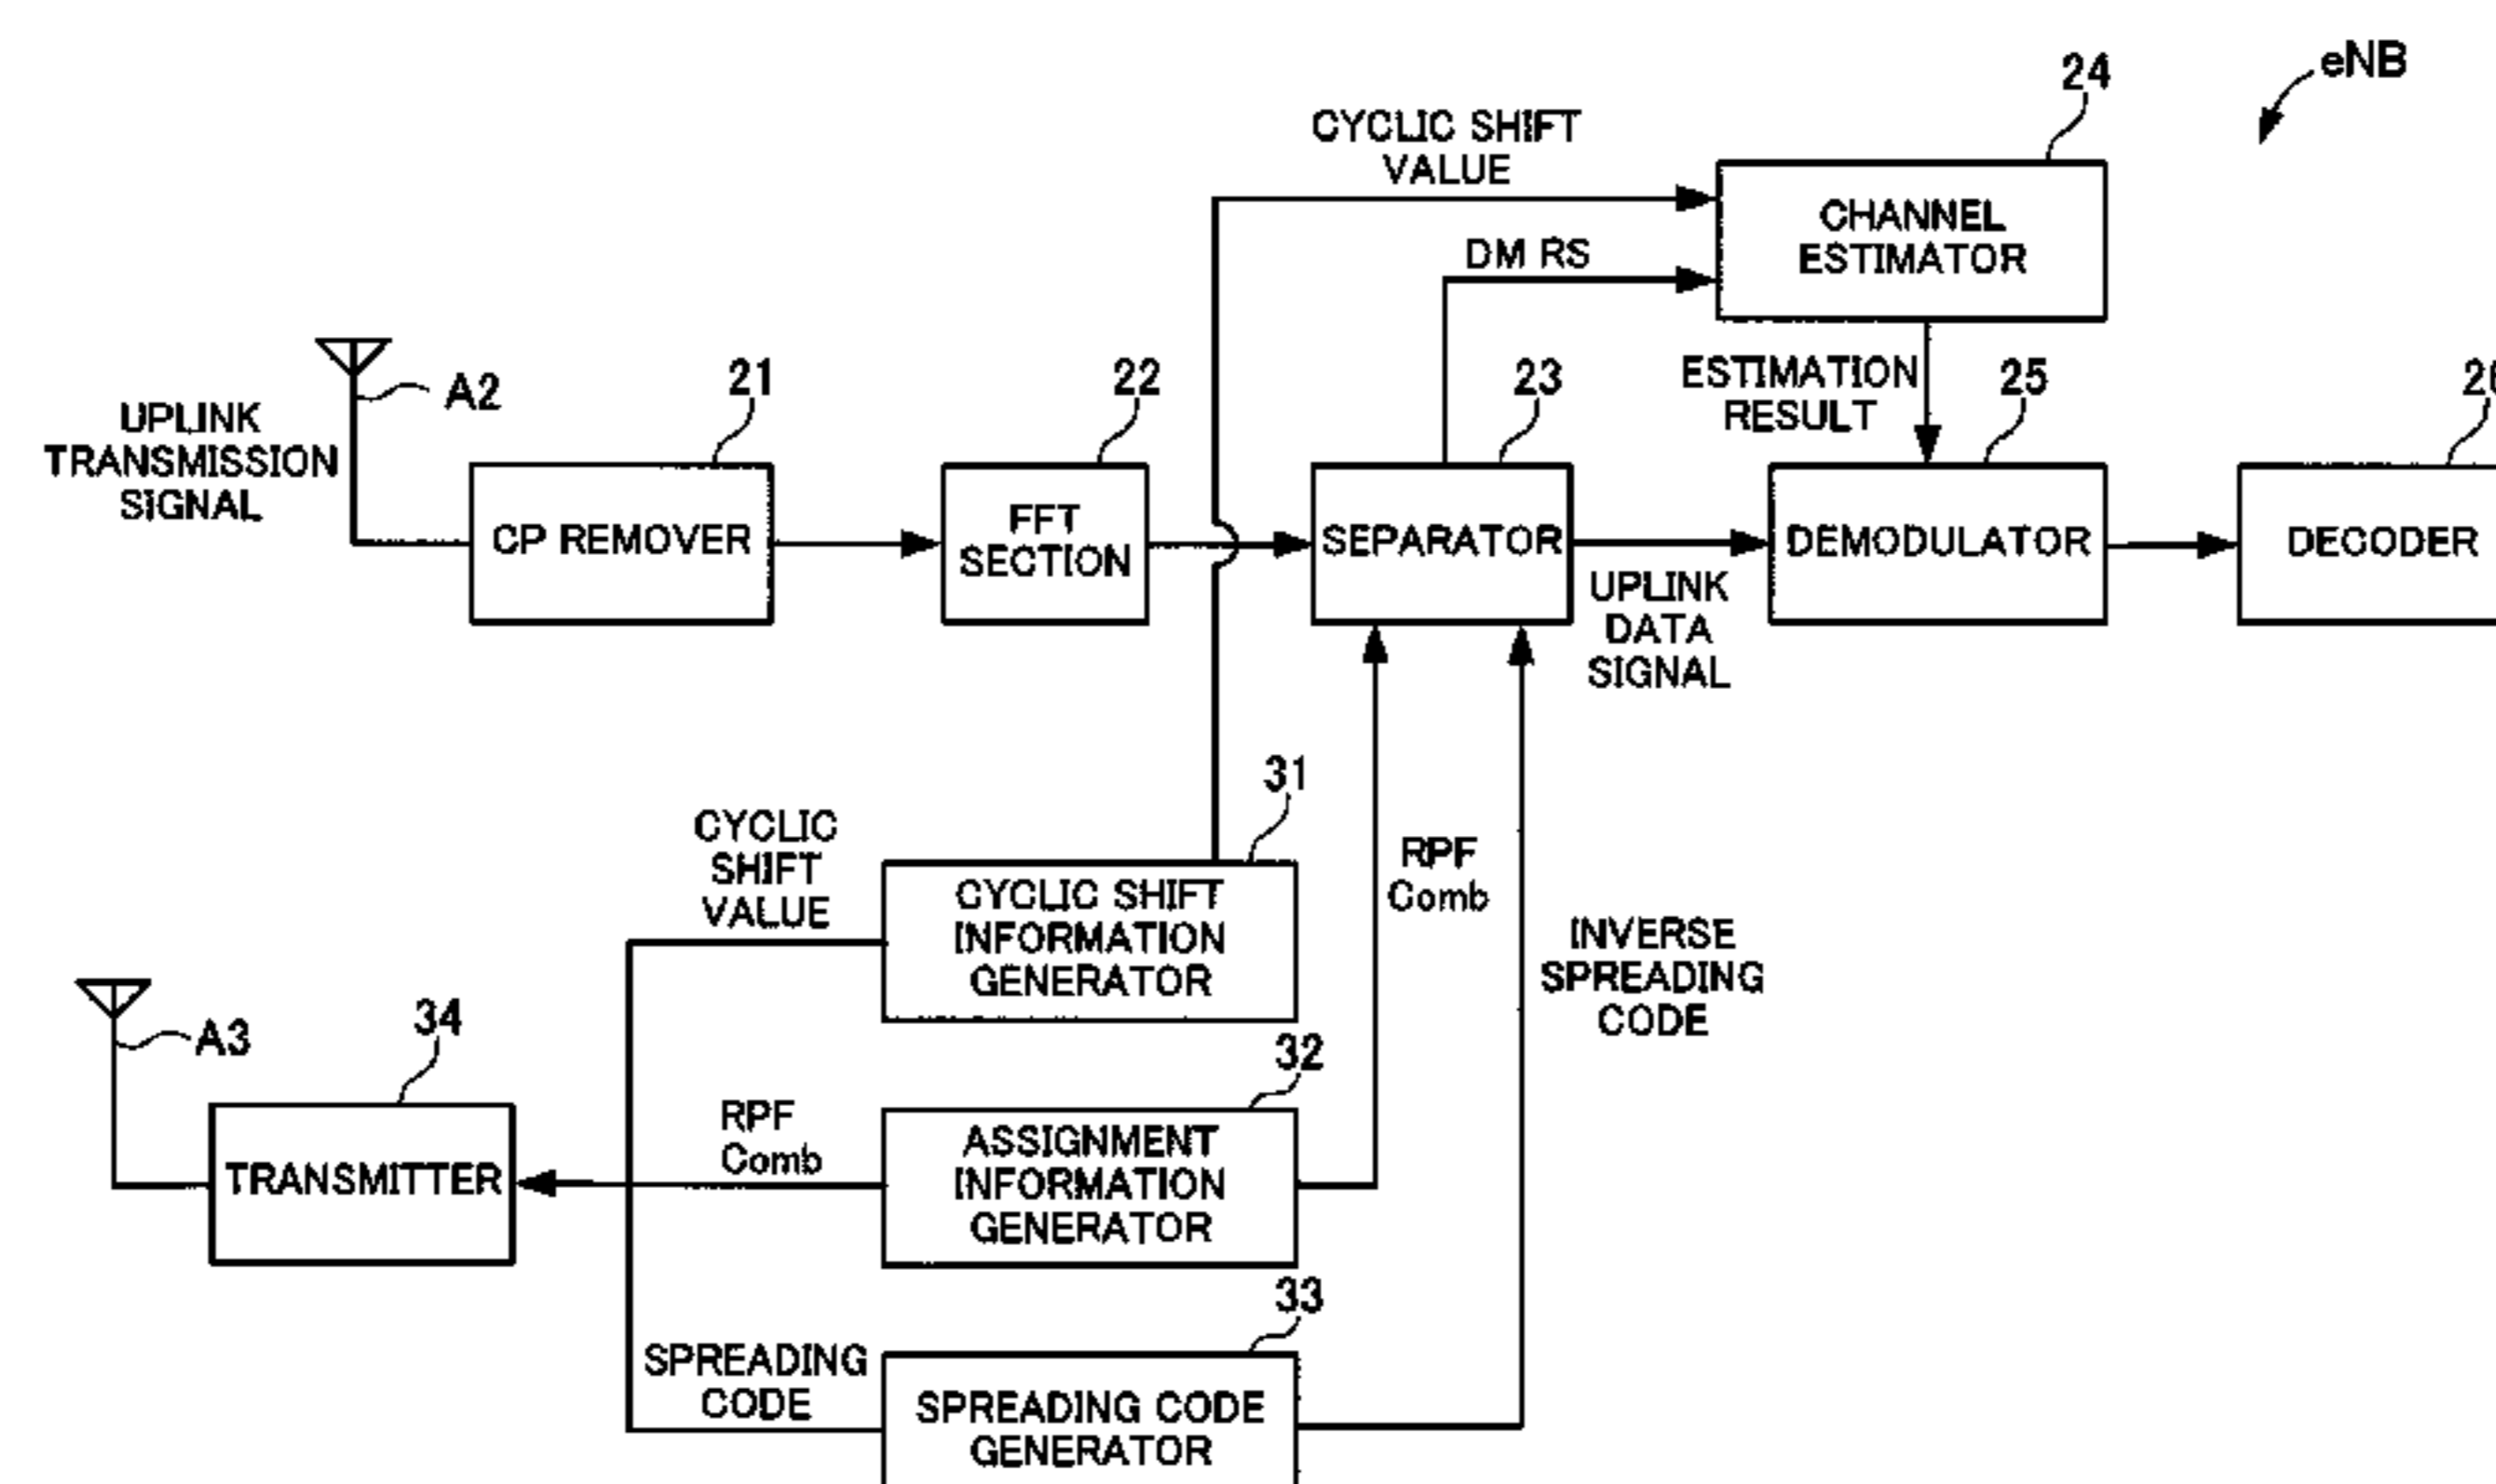 eNB
24
CYCLIC SHIFT
VALUE
CHANNEL
ESTIMATOR
DM RS
A2
21
22
23
ESTIMATION
RESULT
25
UPLINK
TRANSMISSION
SIGNAL
CP REMOVER
FFT
SECTION
SEPARATOR
DEMODULATOR
DECODER
UPLINK
DATA
SIGNAL
31
CYCLIC
SHIFT
VALUE
CYCLIC SHIFT
INFORMATION
GENERATOR
RPF
Comb
INVERSE
SPREADING
CODE
A3
34
32
TRANSMITTER
RPF
Comb
ASSIGNMENT
INFORMATION
GENERATOR
33
SPREADING
CODE
SPREADING CODE
GENERATOR